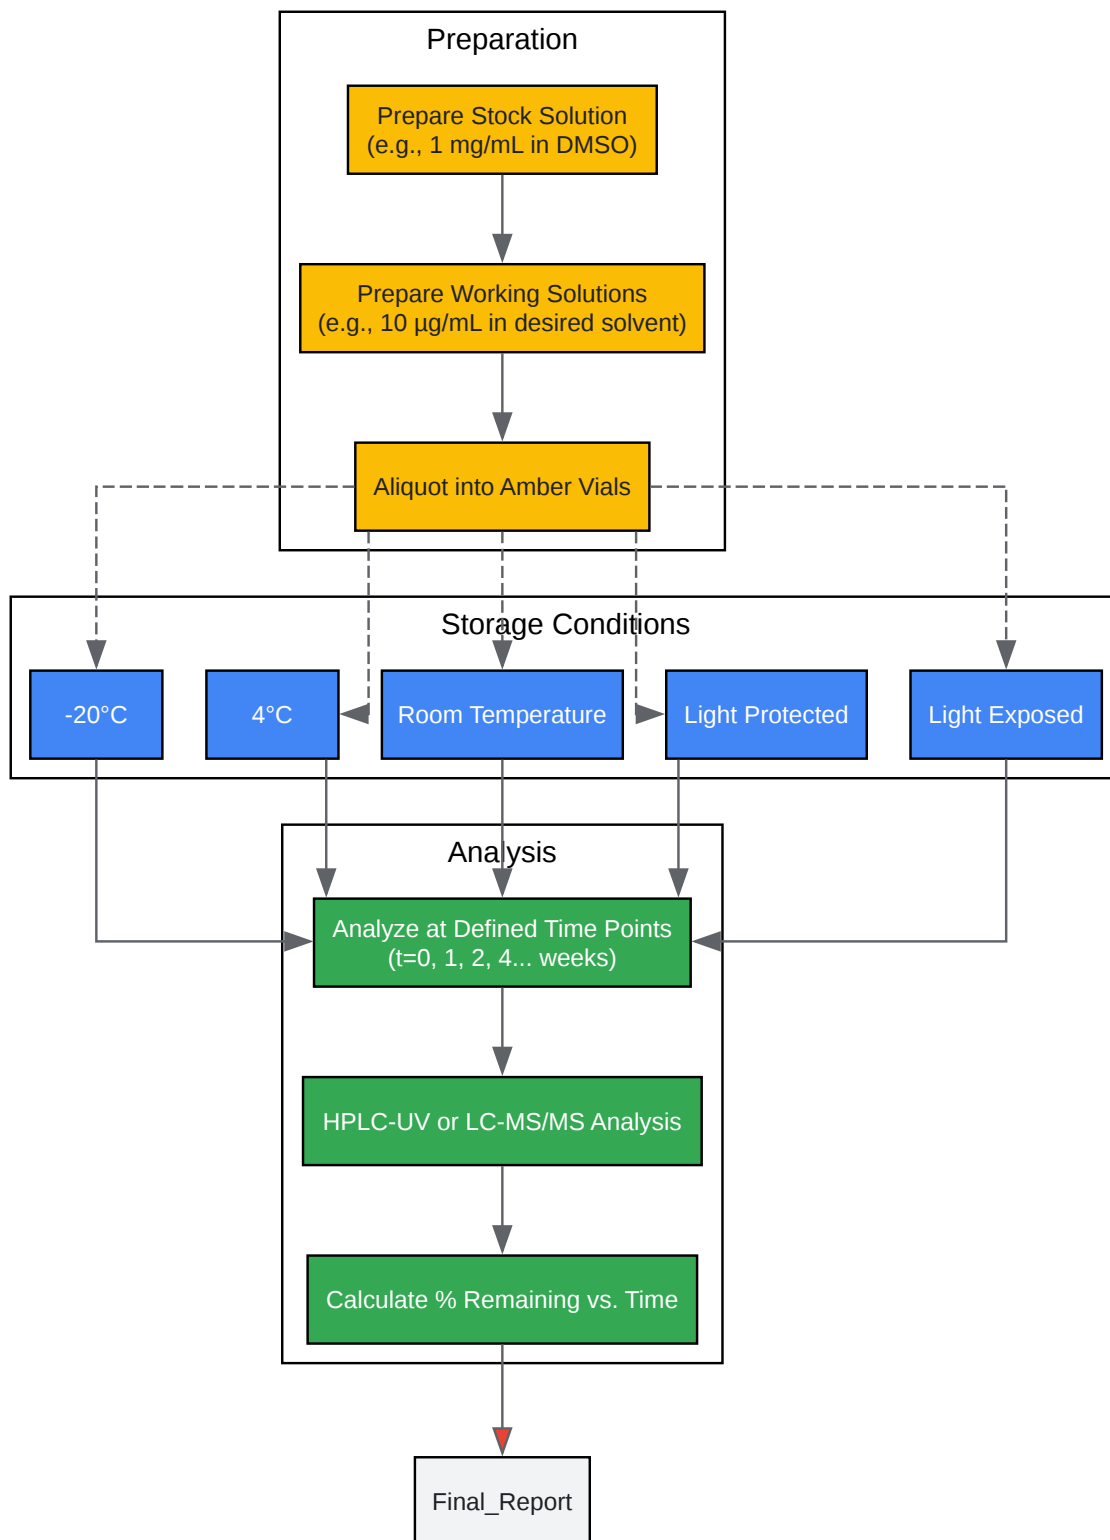 Preparation
Prepare Stock Solution
(e.g., 1 mg/mL in DMSO)
Prepare Working Solutions
(e.g., 10 µg/mL in desired solvent)
Aliquot into Amber Vials
Storage Conditions
-20°C
4°C
Room Temperature
Light Protected
Light Exposed
Analysis
Analyze at Defined Time Points
(t=0, 1, 2, 4... weeks)
HPLC-UV or LC-MS/MS Analysis
Calculate % Remaining vs. Time
Final_Report